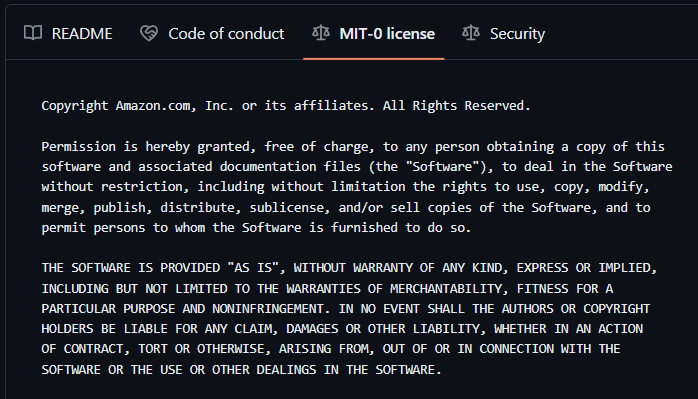 README Code of conduct MIT-0 license Security
Copyright Amazon.com, Inc. or its affiliates. All Rights Reserved.
Permission is hereby granted, free of charge, to any person obtaining a copy of this
software and associated documentation files (the "Software"), to deal in the Software
without restriction, including without limitation the rights to use, copy, modify,
merge, publish, distribute, sublicense, and/or sell copies of the Software, and to
permit persons to whom the Software is furnished to do so.
THE SOFTWARE IS PROVIDED "AS IS", WITHOUT WARRANTY OF ANY KIND, EXPRESS OR IMPLIED,
INCLUDING BUT NOT LIMITED TO THE WARRANTIES OF MERCHANTABILITY, FITNESS FOR A
PARTICULAR PURPOSE AND NONINFRINGEMENT. IN NO EVENT SHALL THE AUTHORS OR COPYRIGHT
HOLDERS BE LIABLE FOR ANY CLAIM, DAMAGES OR OTHER LIABILITY, WHETHER IN AN ACTION
OF CONTRACT, TORT OR OTHERWISE, ARISING FROM, OUT OF OR IN CONNECTION WITH THE
SOFTWARE OR THE USE OR OTHER DEALINGS IN THE SOFTWARE.